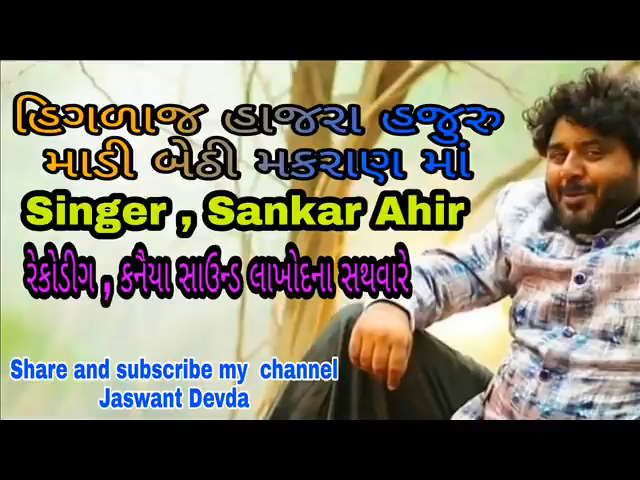 હિગળાજ હાજરા હજુરુ
માડી બેઠી મકરાણ માં
Singer , Sankar Ahir
રેકોડીગ , કનૈયા સાઉન્ડ લાખોદના સથવારે
Share and subscribe my channel
Jaswant Devda